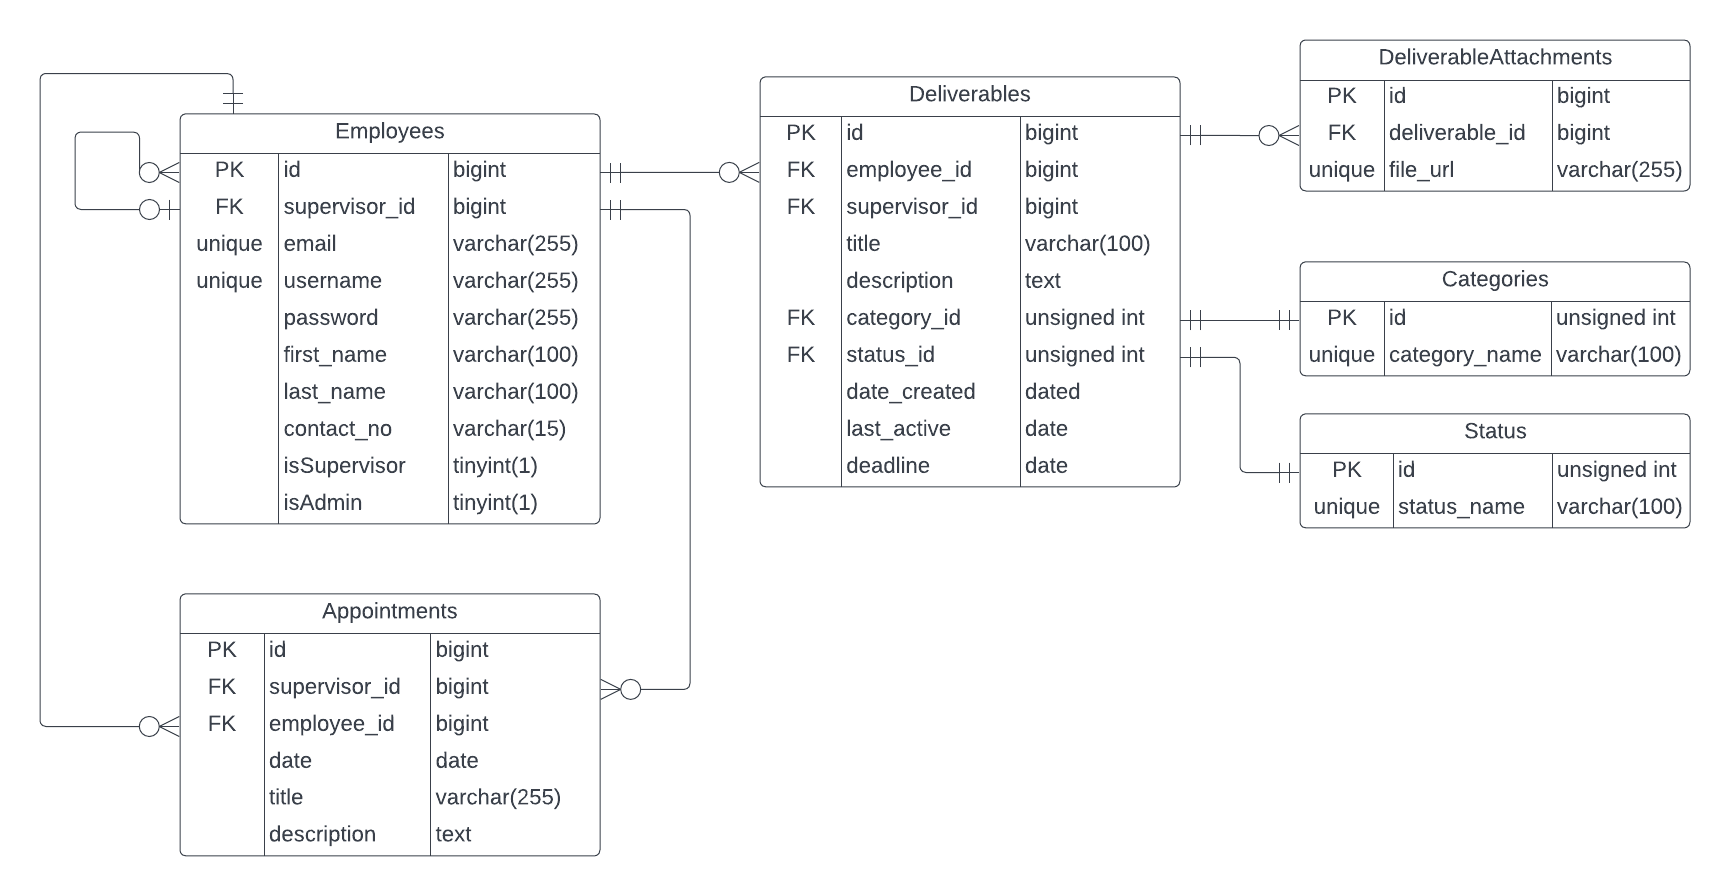 Employees
PK id bigint
FK supervisor_id bigint
unique email varchar(255)
unique username varchar(255)
password varchar(255)
first_name varchar(100)
last_name varchar(100)
contact_no varchar(15)
isSupervisor tinyint(1)
isAdmin tinyint(1)
Appointments
PK id bigint
FK supervisor_id bigint
FK employee_id bigint
date date
title varchar(255)
description text
Deliverables
PK id bigint
FK employee_id bigint
FK supervisor_id bigint
title varchar(100)
description text
FK category_id unsigned int
FK status_id unsigned int
date_created dated
last_active date
deadline date
DeliverableAttachments
PK id bigint
FK deliverable_id bigint
unique file_url varchar(255)
Categories
PK id unsigned int
unique category_name varchar(100)
Status
PK id unsigned int
unique status_name varchar(100)